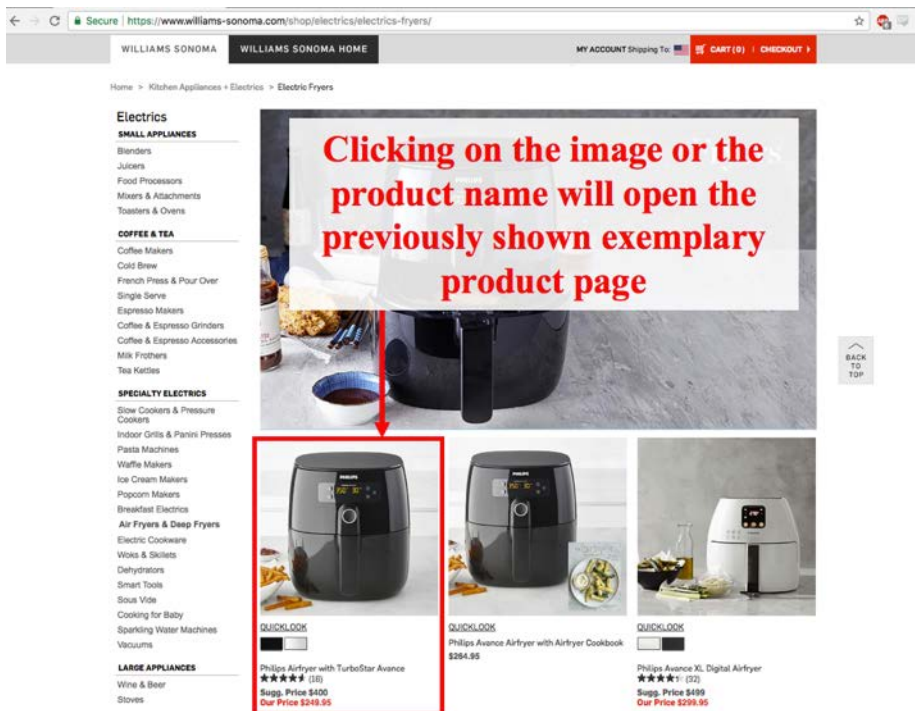 Secure | https://www.williams-sonoma.com/shop/electrics/electrics-fryers/
WILLIAMS SONOMA
WILLIAMS SONOMA HOME
MY ACCOUNT Shipping To:
CART (0) | CHECKOUT
Home > Kitchen Appliances + Electrics > Electric Fryers
Electrics
SMALL APPLIANCES
Blenders
Juicers
Food Processors
Mixers & Attachments
Toasters & Ovens
COFFEE & TEA
Coffee Makers
Cold Brew
French Press & Pour Over
Single Serve
Espresso Makers
Coffee & Espresso Grinders
Coffee & Espresso Accessories
Milk Frothers
Tea Kettles
SPECIALTY ELECTRICS
Slow Cookers & Pressure
Cookers
Indoor Grills & Panini Presses
Pasta Machines
Waffle Makers
Ice Cream Makers
Popcorn Makers
Breakfast Electrics
Air Fryers & Deep Fryers
Electric Cookware
Woks & Skillets
Dehydrators
Smart Tools
Sous Vide
Cooking for Baby
Sparkling Water Machines
Vacuums
LARGE APPLIANCES
Wine & Beer
Stoves
Clicking on the image or the
product name will open the
previously shown exemplary
product page
BACK
TO
TOP
PHILIPS
QUICKLOOK
Philips Airfryer with TurboStar Avance
(16)
Sugg. Price $400
Our Price $249.95
PHILIPS
QUICKLOOK
Philips Avance Airfryer with Airfryer Cookbook
$264.95
QUICKLOOK
Philips Avance XL Digital Airfryer
(32)
Sugg. Price $499
Our Price $299.95